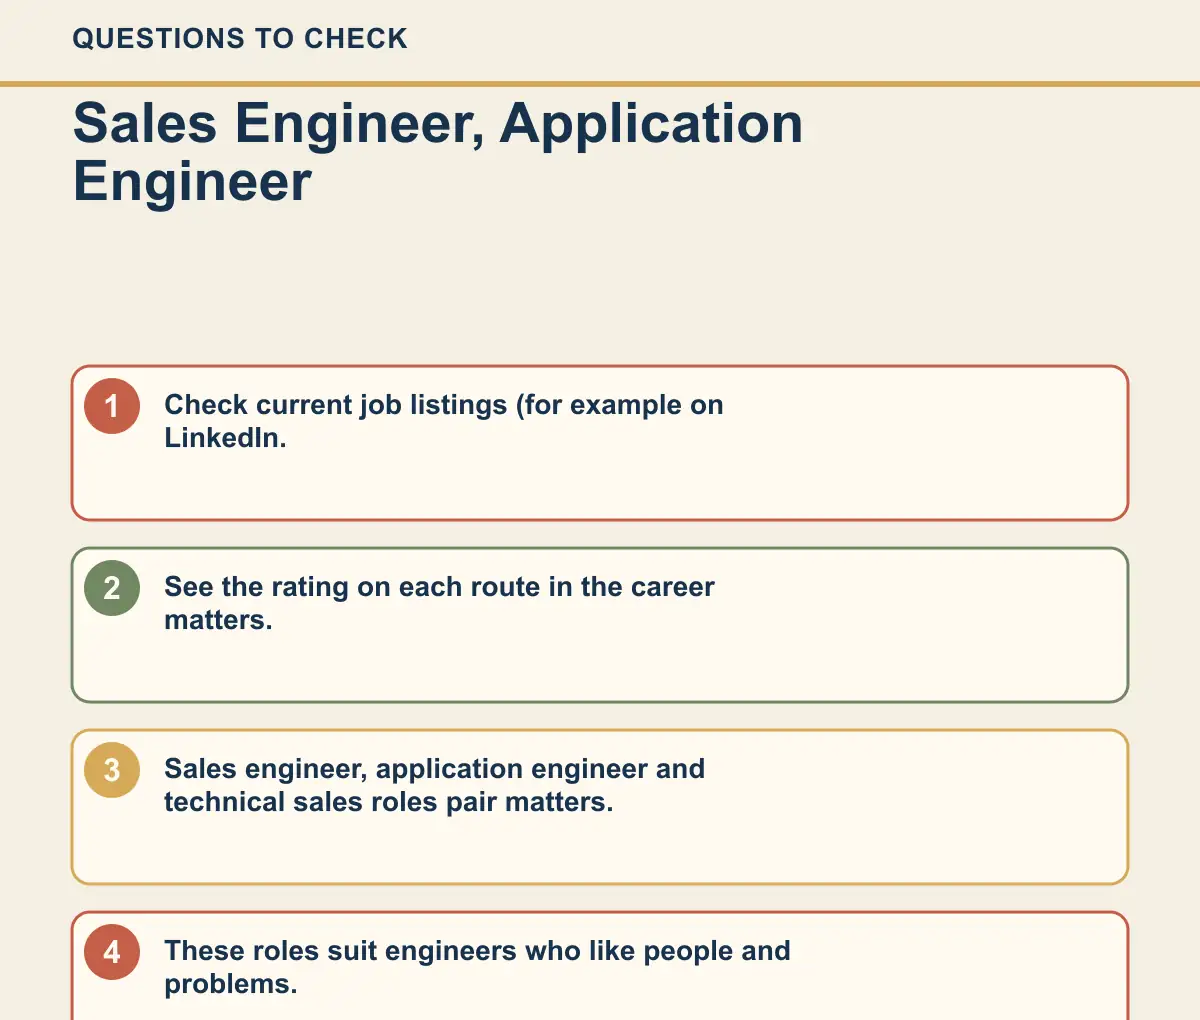 QUESTIONS TO CHECK
Sales Engineer, Application
Engineer
1
Check current job listings (for example on
LinkedIn.
2
See the rating on each route in the career
matters.
3
Sales engineer, application engineer and
technical sales roles pair matters.
4
These roles suit engineers who like people and
problems.